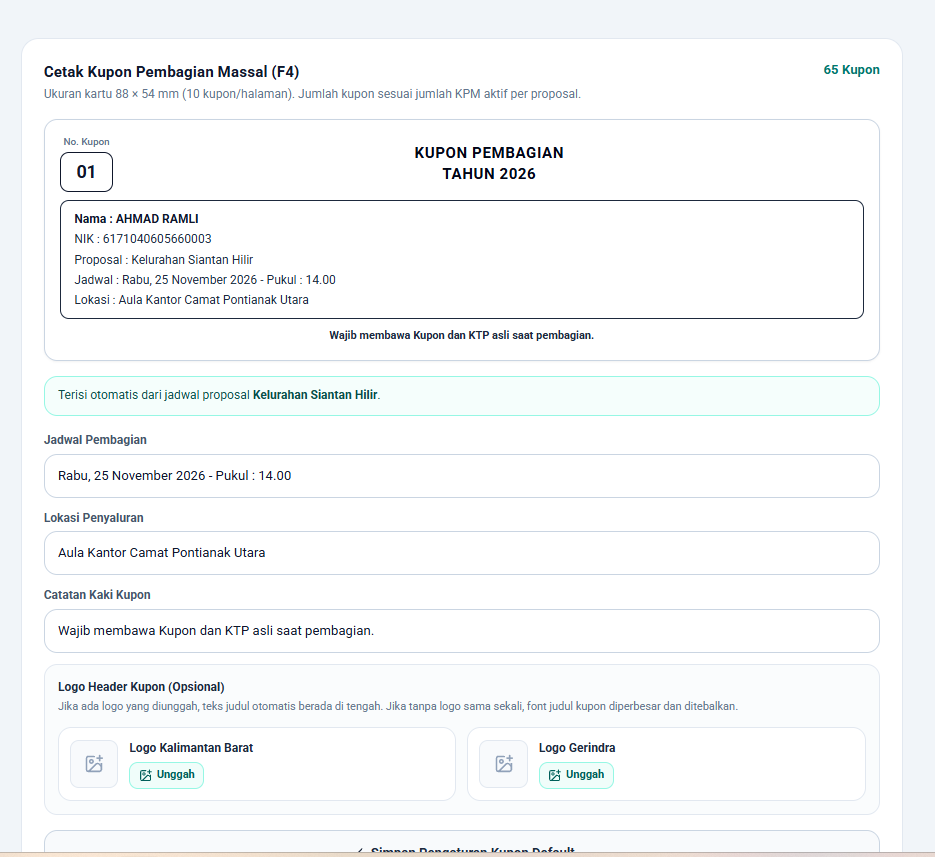 Cetak Kupon Pembagian Massal (F4)
65 Kupon
Ukuran kartu 88 × 54 mm (10 kupon/halaman). Jumlah kupon sesuai jumlah KPM aktif per proposal.
No. Kupon
01
KUPON PEMBAGIAN
TAHUN 2026
Nama : AHMAD RAMLI
NIK : 6171040605660003
Proposal : Kelurahan Siantan Hilir
Jadwal : Rabu, 25 November 2026 - Pukul : 14.00
Lokasi : Aula Kantor Camat Pontianak Utara
Wajib membawa Kupon dan KTP asli saat pembagian.
Terisi otomatis dari jadwal proposal Kelurahan Siantan Hilir.
Jadwal Pembagian
Rabu, 25 November 2026 - Pukul : 14.00
Lokasi Penyaluran
Aula Kantor Camat Pontianak Utara
Catatan Kaki Kupon
Wajib membawa Kupon dan KTP asli saat pembagian.
Logo Header Kupon (Opsional)
Jika ada logo yang diunggah, teks judul otomatis berada di tengah. Jika tanpa logo sama sekali, font judul kupon diperbesar dan ditebalkan.
Logo Kalimantan Barat
Unggah
Logo Gerindra
Unggah
Simpan Pengaturan Kupon Default